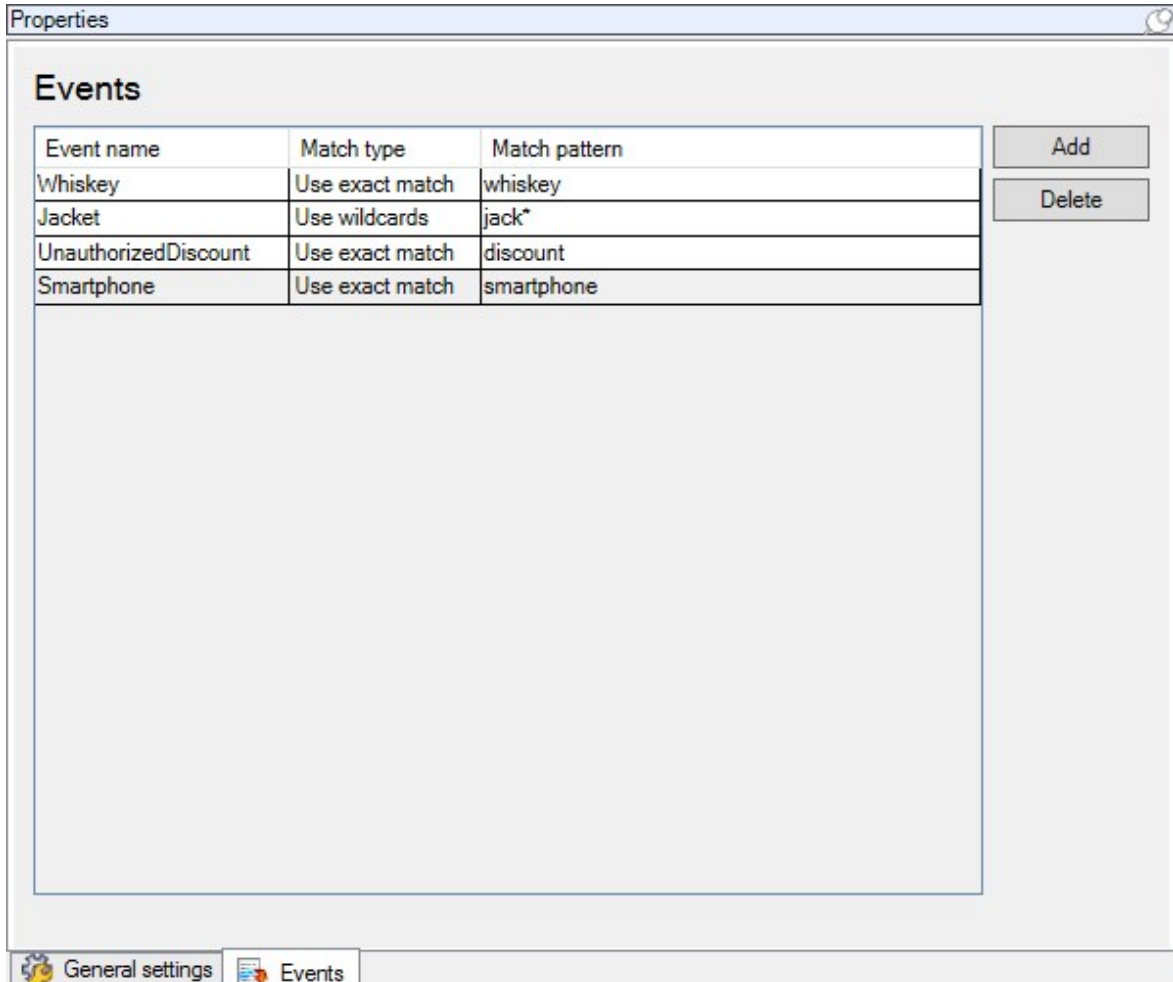 Properties
Events
Event name Match type Match pattern Add
Whiskey Use exact match whiskey
Delete
Jacket Use wildcards jack*
UnauthorizedDiscount Use exact match discount
Smartphone Use exact match smartphone
General settings Events